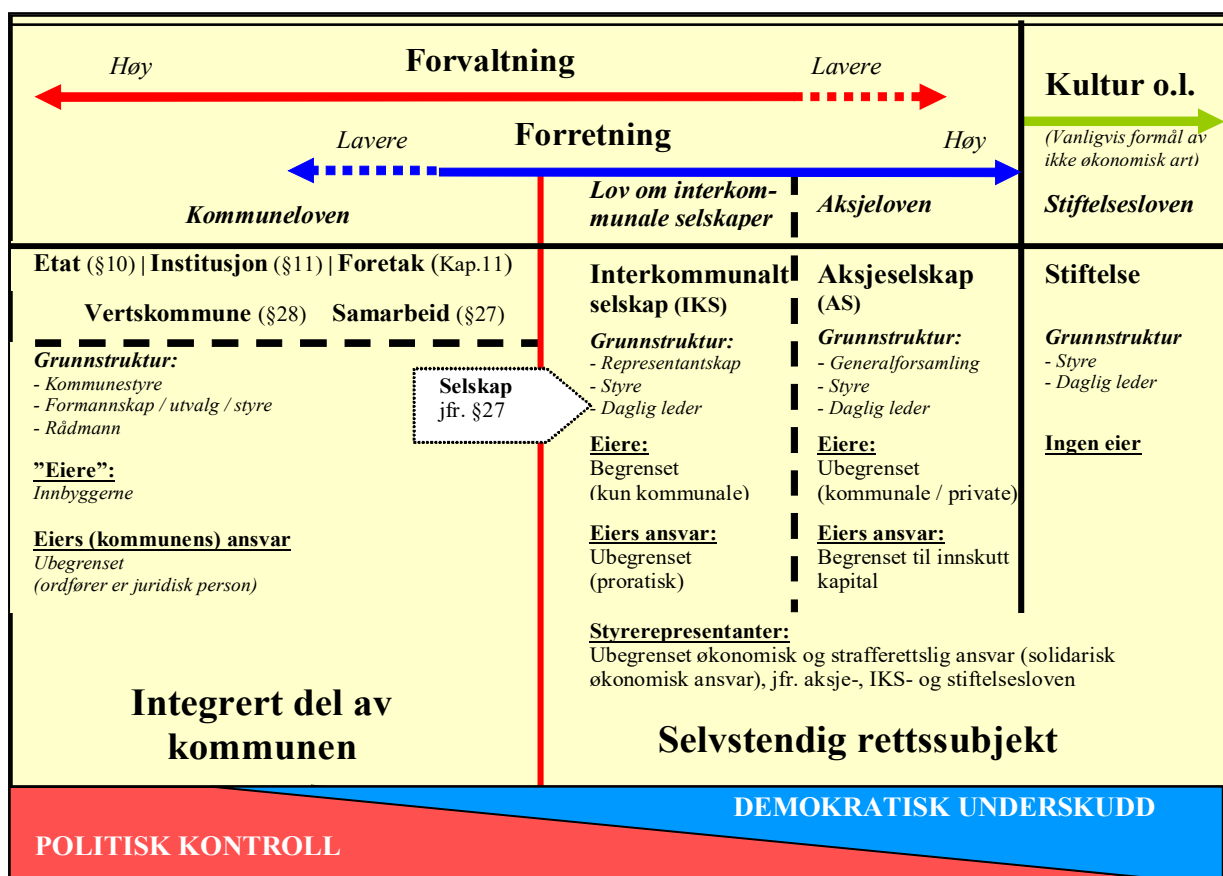 Høy Forvaltning Lavere
Kultur o.l.
Lavere Forretning Høy
(Vanligvis formål av
ikke økonomisk art)
Kommuneloven
Lov om interkom-
munale selskaper
Aksjeloven
Stiftelsesloven
Etat (§10) | Institusjon (§11) | Foretak (Kap.11)
Vertskommune (§28) Samarbeid (§27)
Grunnstruktur:
- Kommunestyre
- Formannskap / utvalg / styre
- Rådmann
”Eiere”:
Innbyggerne
Eiers (kommunens) ansvar
Ubegrenset
(ordfører er juridisk person)
Selskap
jfr. §27
Interkommunalt
selskap (IKS)
Grunnstruktur:
- Representantskap
- Styre
- Daglig leder
Eiere:
Begrenset
(kun kommunale)
Eiers ansvar:
Ubegrenset
(proratisk)
Aksjeselskap
(AS)
Grunnstruktur:
- Generalforsamling
- Styre
- Daglig leder
Eiere:
Ubegrenset
(kommunale / private)
Eiers ansvar:
Begrenset til innskutt
kapital
Stiftelse
Grunnstruktur
- Styre
- Daglig leder
Ingen eier
Styrerepresentanter:
Ubegrenset økonomisk og strafferettslig ansvar (solidarisk
økonomisk ansvar), jfr. aksje-, IKS- og stiftelsesloven
Integrert del av
kommunen
Selvstendig rettssubjekt
DEMOKRATISK UNDERSKUDD
POLITISK KONTROLL